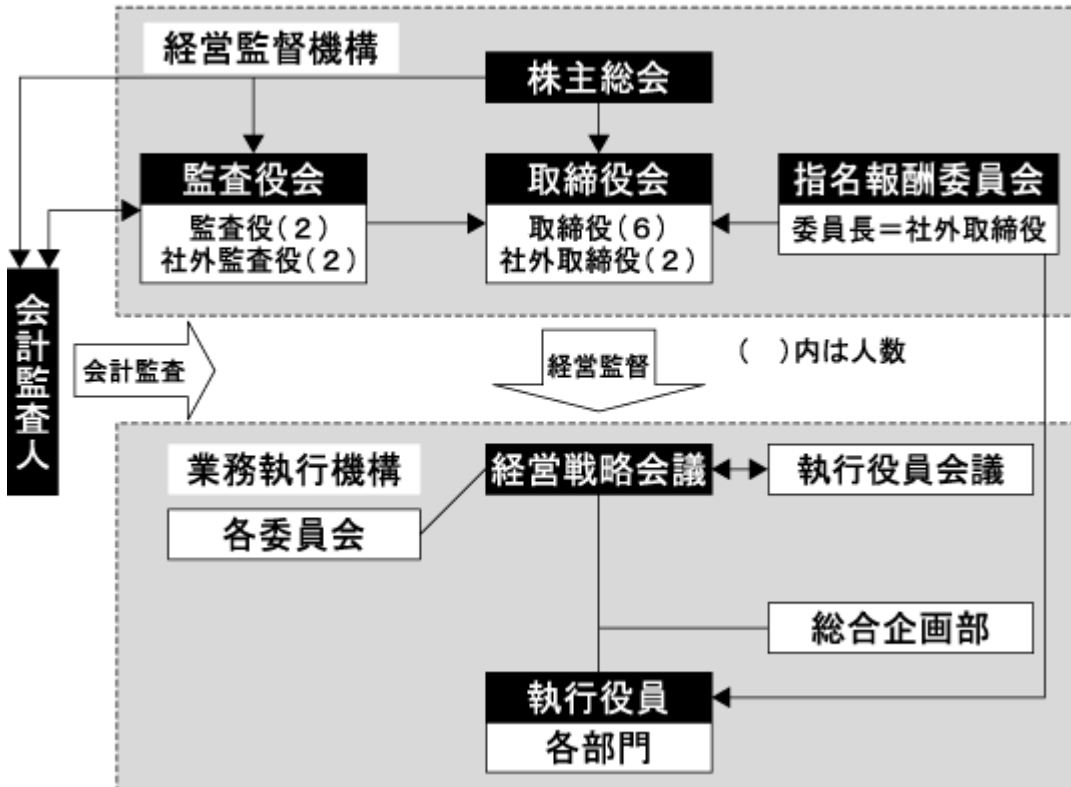 経営監督機構
株主総会
監査役会
監査役(2)
社外監査役(2)
取締役会
取締役(6)
社外取締役(2)
指名報酬委員会
委員長=社外取締役
会計監査人
会計監査
経営監督
(　)内は人数
業務執行機構
経営戦略会議
執行役員会議
各委員会
総合企画部
執行役員
各部門